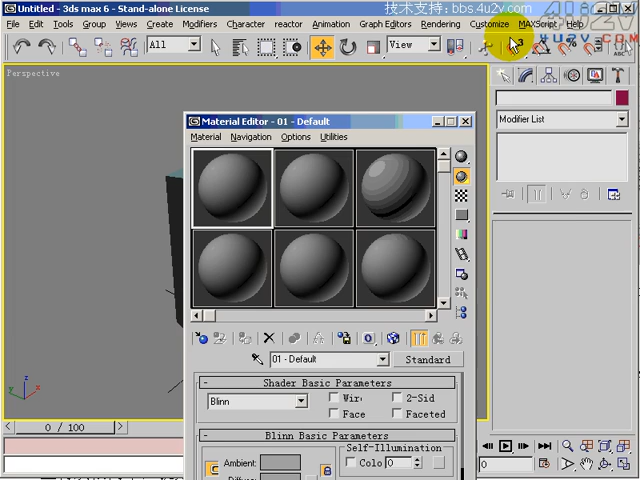 Untitled - 3ds max 6 - Stand-alone License
技术支持: bbs.4u2v.com
File Edit Tools Group Views Create Modifiers Character reactor Animation Graph Editors Rendering Customize MAXScript Help
4U2V.COM
All
View
Perspective
Modifier List
Material Editor - 01 - Default
Material Navigation Options Utilities
01 - Default
Standard
- Shader Basic Parameters
Blinn
Wire
2-Sid
Face
Faceted
- Blinn Basic Parameters
Self-Illumination
Ambient:
Colo 0
0 / 100
0
z
x
y